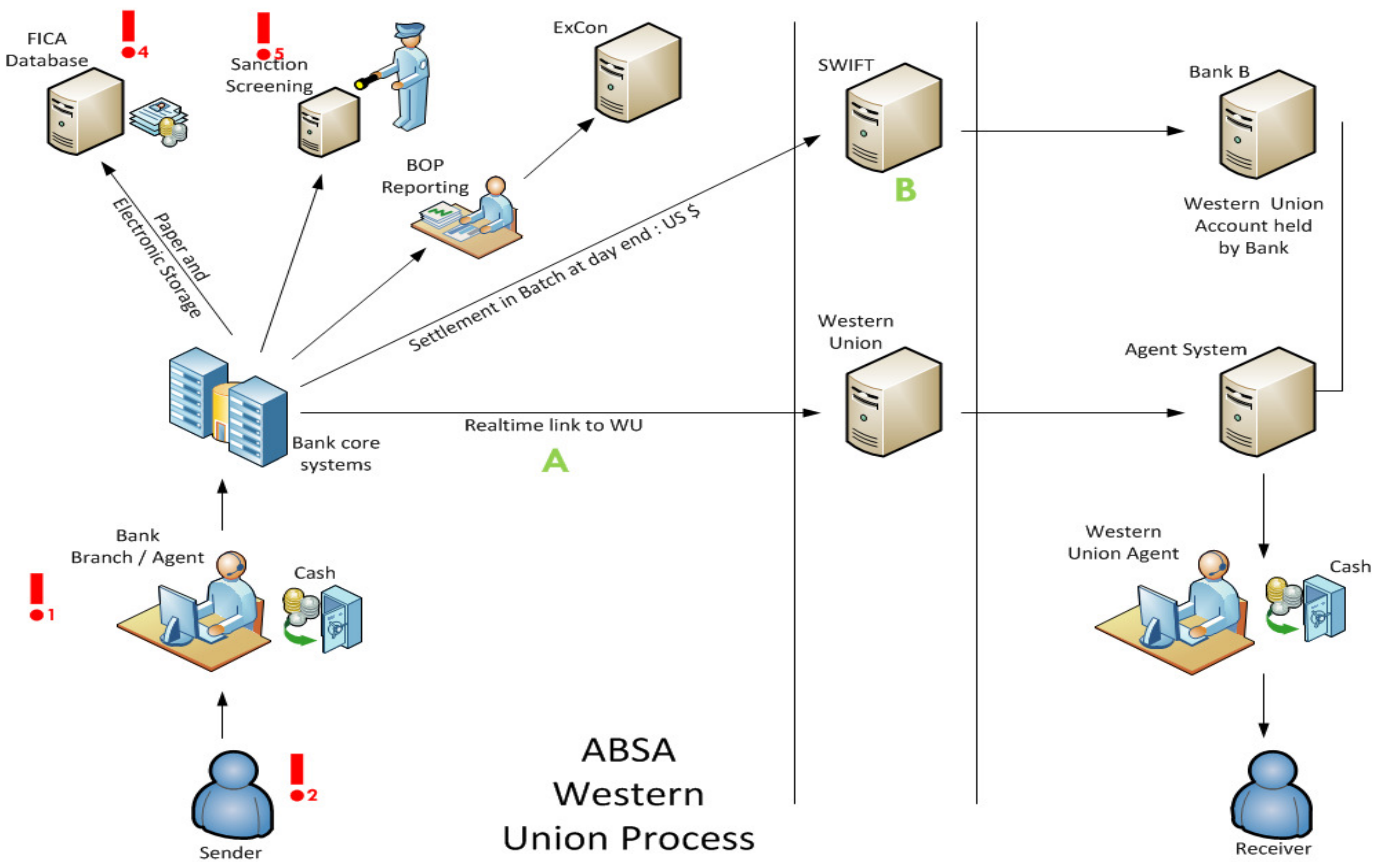 FICA
Database
4
5
Sanction
Screening
ExCon
SWIFT
Bank B
BOP
Reporting
B
Paper and
Electronic Storage
Settlement in Batch at day end : US $
Western Union
Account held
by Bank
Western
Union
Agent System
Realtime link to WU
A
Bank core
systems
Bank
Branch / Agent
Cash
1
Western
Union Agent
Cash
2
ABSA
Western
Union Process
Sender
Receiver